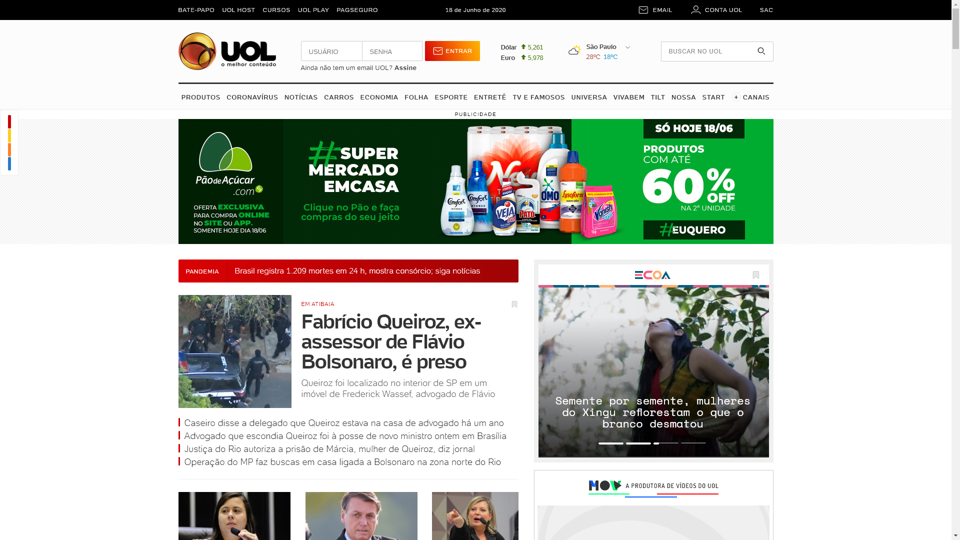 BATE-PAPO UOL HOST CURSOS UOL PLAY PAGSEGURO 18 de Junho de 2020 EMAIL CONTA UOL SAC
UOL
o melhor conteúdo
USUÁRIO SENHA ENTRAR
Ainda não tem um email UOL? Assine
Dólar 5,261
Euro 5,978
São Paulo
28ºC 18ºC
BUSCAR NO UOL
PRODUTOS CORONAVÍRUS NOTÍCIAS CARROS ECONOMIA FOLHA ESPORTE ENTRETÊ TV E FAMOSOS UNIVERSA VIVABEM TILT NOSSA START + CANAIS
PUBLICIDADE
PãodeAçúcar
.com
OFERTA EXCLUSIVA
PARA COMPRA ONLINE
NO SITE OU APP.
SOMENTE HOJE DIA 18/06
#SUPER
MERCADO
EMCASA
Clique no Pão e faça
compras do seu jeito
Comfort
Comfort
VEJA
PATO
OMO
Lysoform
Vanish
SÓ HOJE 18/06
PRODUTOS
COM ATÉ
60% OFF
NA 2ª UNIDADE
#EUQUERO
PANDEMIA Brasil registra 1.209 mortes em 24 h, mostra consórcio; siga notícias
EM ATIBAIA
Fabrício Queiroz, ex-
assessor de Flávio
Bolsonaro, é preso
Queiroz foi localizado no interior de SP em um
imóvel de Frederick Wassef, advogado de Flávio
Caseiro disse a delegado que Queiroz estava na casa de advogado há um ano
Advogado que escondia Queiroz foi à posse de novo ministro ontem em Brasília
Justiça do Rio autoriza a prisão de Márcia, mulher de Queiroz, diz jornal
Operação do MP faz buscas em casa ligada a Bolsonaro na zona norte do Rio
ECOA
Semente por semente, mulheres
do Xingu reflorestam o que o
branco desmatou
MOV A PRODUTORA DE VÍDEOS DO UOL